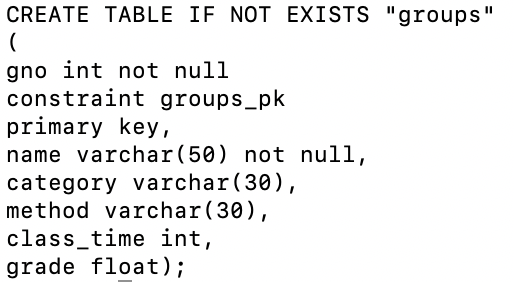 CREATE TABLE IF NOT EXISTS "groups"
(
gno int not null
constraint groups_pk
primary key,
name varchar(50) not null,
category varchar(30),
method varchar(30),
class_time int,
grade float);